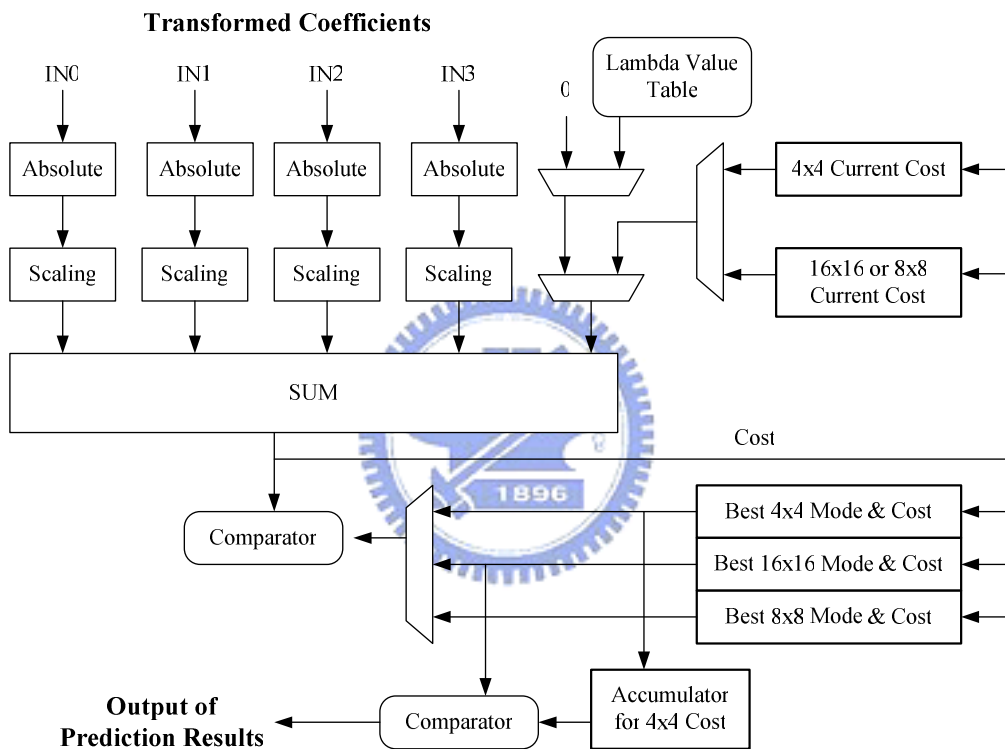 Transformed Coefficients
IN0
IN1
IN2
IN3
0
Lambda Value
Table
Absolute
Absolute
Absolute
Absolute
4x4 Current Cost
Scaling
Scaling
Scaling
Scaling
16x16 or 8x8
Current Cost
SUM
Cost
1896
Best 4x4 Mode & Cost
Comparator
Best 16x16 Mode & Cost
Best 8x8 Mode & Cost
Output of
Prediction Results
Comparator
Accumulator
for 4x4 Cost